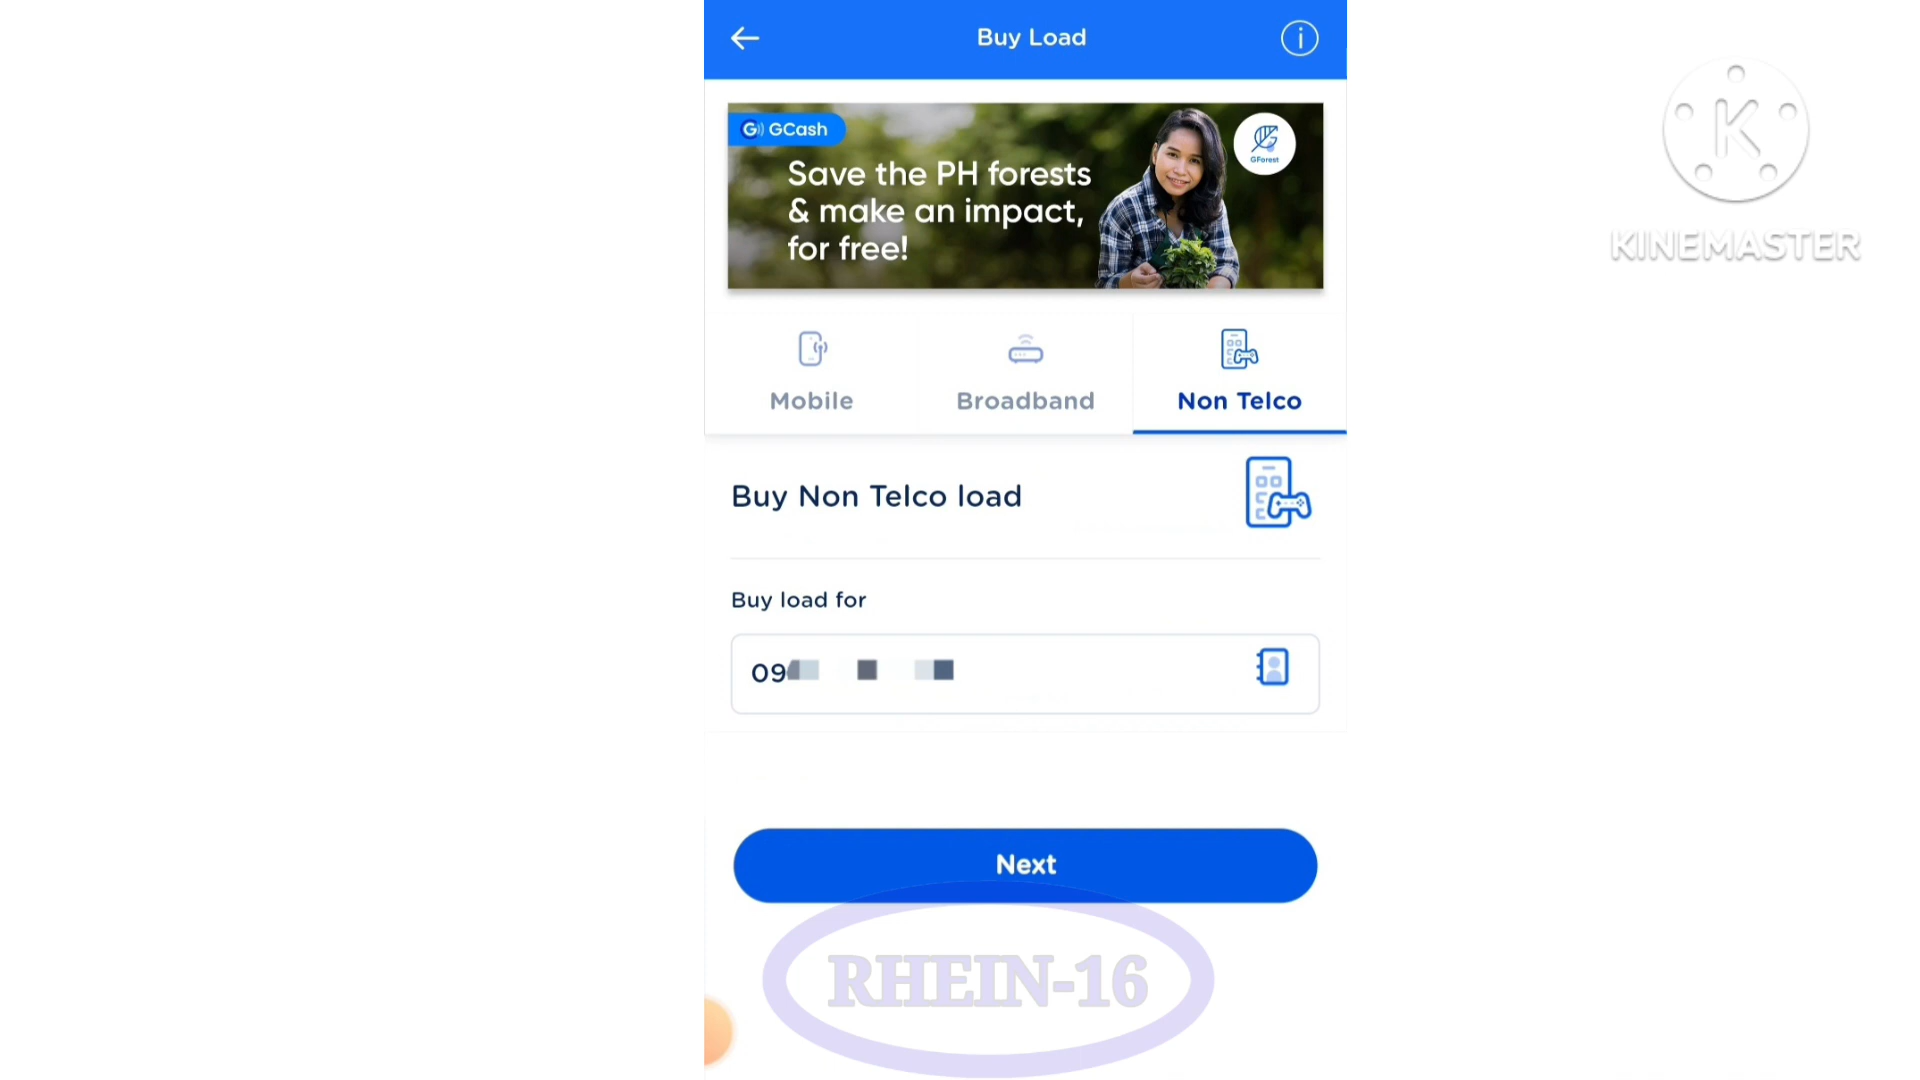 Buy Load
GCash
GForest
Save the PH forests
& make an impact,
for free!
K
KINEMASTER
Mobile
Broadband
Non Telco
Buy Non Telco load
Buy load for
09
Next
RHEIN-16